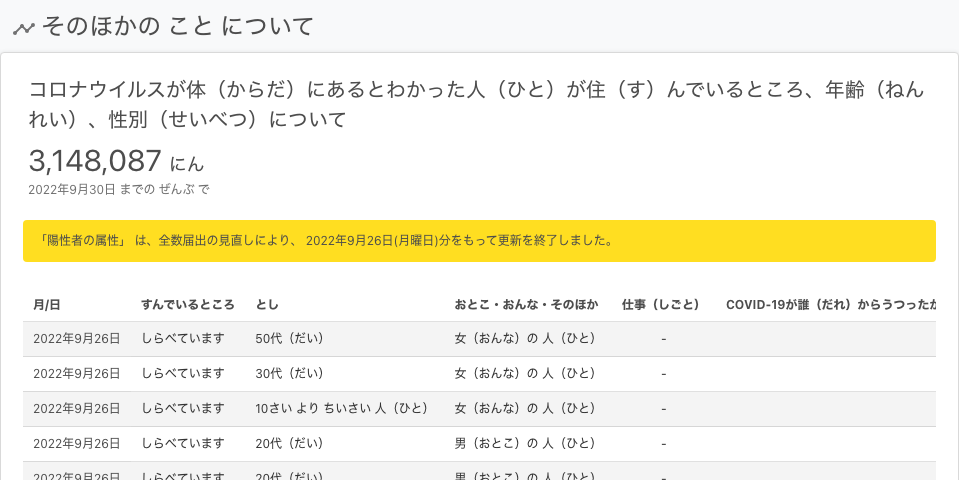 そのほかの こと について
コロナウイルスが体（からだ）にあるとわかった人（ひと）が住（す）んでいるところ、年齢（ねん
れい）、性別（せいべつ）について
3,148,087 にん
2022年9月30日 までの ぜんぶ で
「陽性者の属性」 は、全数届出の見直しにより、 2022年9月26日(月曜日)分をもって更新を終了しました。
月/日 すんでいるところ とし おとこ・おんな・そのほか 仕事（しごと） COVID-19が誰（だれ）からうつったか
2022年9月26日 しらべています 50代（だい） 女（おんな）の 人（ひと） -
2022年9月26日 しらべています 30代（だい） 女（おんな）の 人（ひと） -
2022年9月26日 しらべています 10さい より ちいさい 人（ひと） 女（おんな）の 人（ひと） -
2022年9月26日 しらべています 20代（だい） 男（おとこ）の 人（ひと） -
2022年9月26日 しらべています 20代（だい） 男（おとこ）の 人（ひと） -